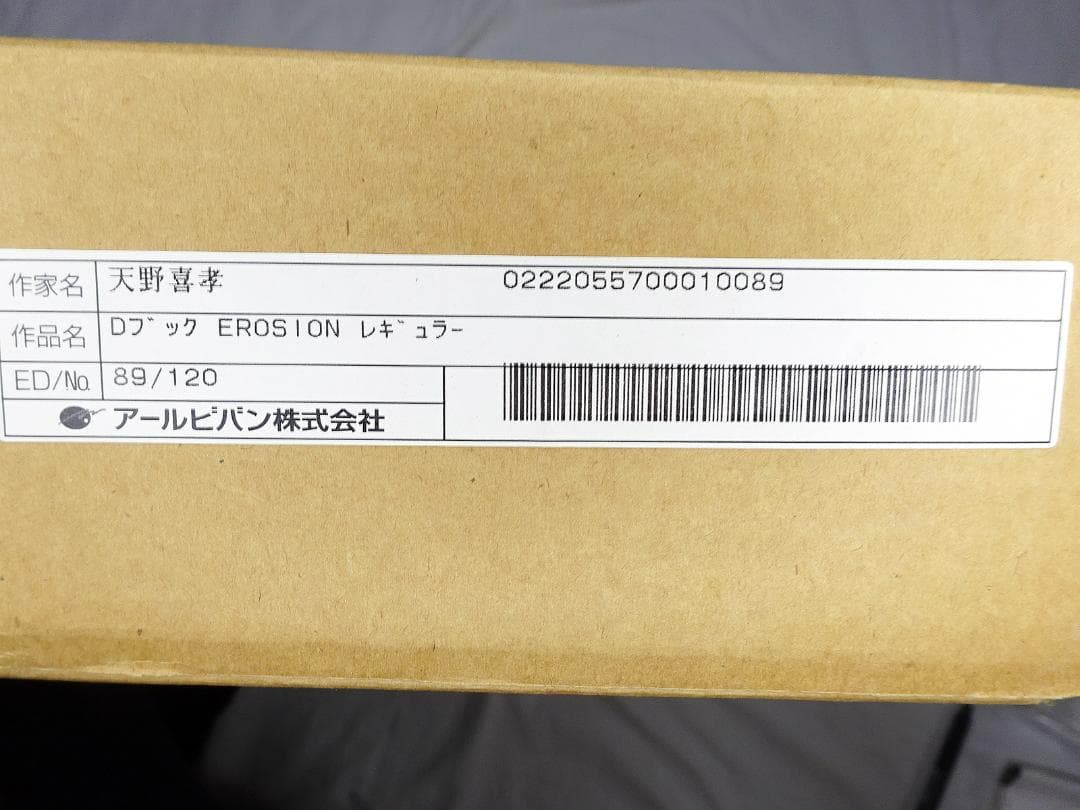 作家名 天野喜孝 0222055700010089
作品名 Dﾌﾞｯｸ EROSION ﾚｷﾞｭﾗｰ
ED/No. 89/120
アールビバン株式会社